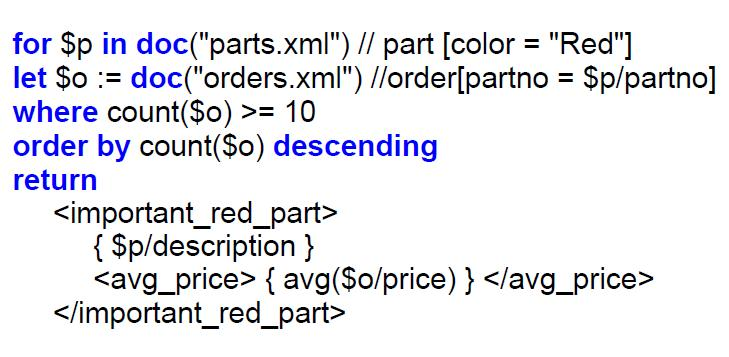 for $p in doc("parts.xml") // part [color = "Red"]
let $o := doc("orders.xml") //order[partno = $p/partno]
where count($o) >= 10
order by count($o) descending
return
<important_red_part>
{ $p/description }
<avg_price> { avg($o/price) } </avg_price>
</important_red_part>